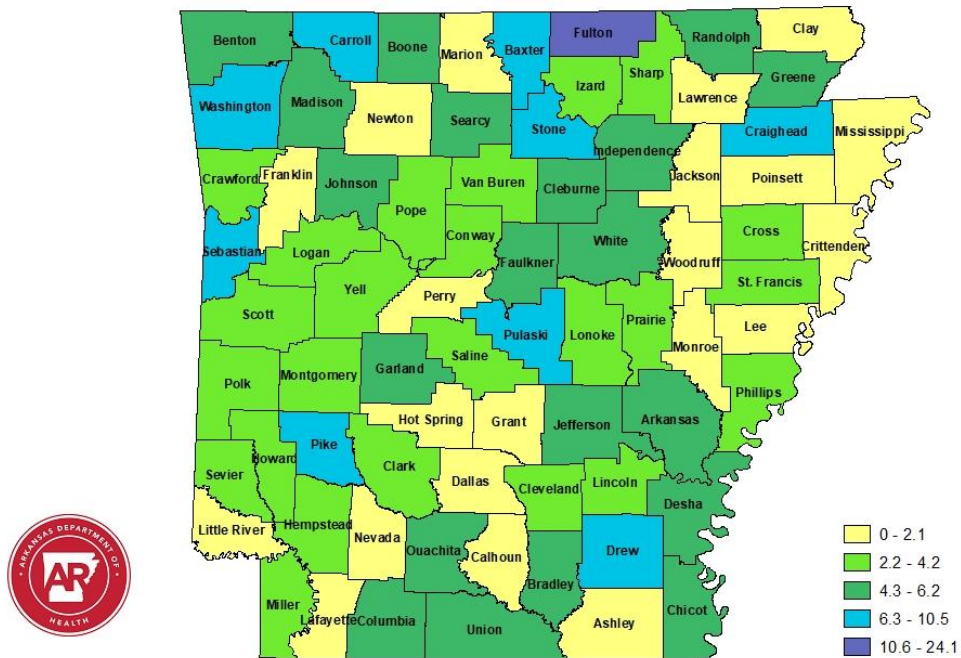 Benton
Carroll
Boone
Marion
Baxter
Fulton
Randolph
Clay
Sharp
Izard
Greene
Washington
Madison
Newton
Searcy
Stone
Lawrence
Craighead
Mississippi
Independence
Crawford
Franklin
Johnson
Pope
Van Buren
Cleburne
Jackson
Poinsett
Sebastian
Logan
Conway
Faulkner
White
Woodruff
Cross
Crittenden
Scott
Yell
Perry
Pulaski
Lonoke
Prairie
St. Francis
Lee
Monroe
Polk
Montgomery
Garland
Saline
Phillips
Hot Spring
Grant
Jefferson
Arkansas
Pike
Howard
Sevier
Clark
Dallas
Cleveland
Lincoln
Desha
Little River
Hempstead
Nevada
Ouachita
Calhoun
Bradley
Drew
Miller
Lafayette
Columbia
Union
Ashley
Chicot
ARKANSAS DEPARTMENT OF
AR
HEALTH
0 - 2.1
2.2 - 4.2
4.3 - 6.2
6.3 - 10.5
10.6 - 24.1